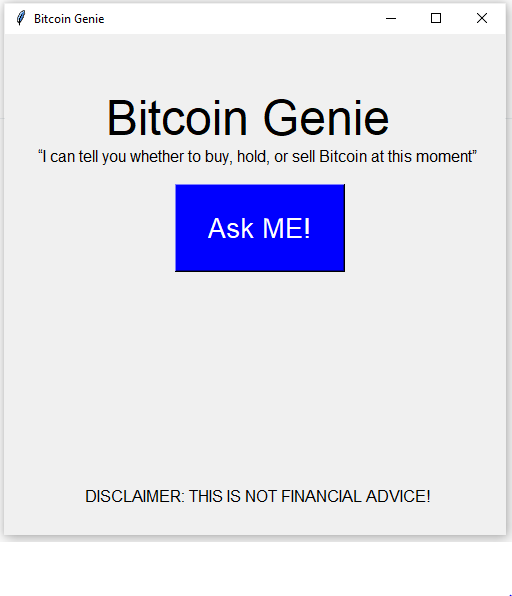 Bitcoin Genie
Bitcoin Genie
“I can tell you whether to buy, hold, or sell Bitcoin at this moment”
Ask ME!
DISCLAIMER: THIS IS NOT FINANCIAL ADVICE!
.